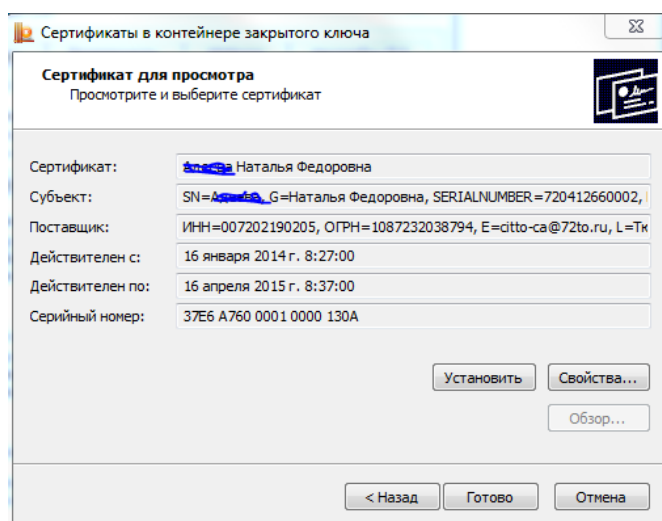 Сертификаты в контейнере закрытого ключа
Сертификат для просмотра
Просмотрите и выберите сертификат
Сертификат: Наталья Федоровна
Субъект: SN= G=Наталья Федоровна, SERIALNUMBER=720412660002,
Поставщик: ИНН=007202190205, ОГРН=1087232038794, E=citto-ca@72to.ru, L=Тю
Действителен с: 16 января 2014 г. 8:27:00
Действителен по: 16 апреля 2015 г. 8:37:00
Серийный номер: 37E6 A760 0001 0000 130A
Установить Свойства...
Обзор...
< Назад Готово Отмена